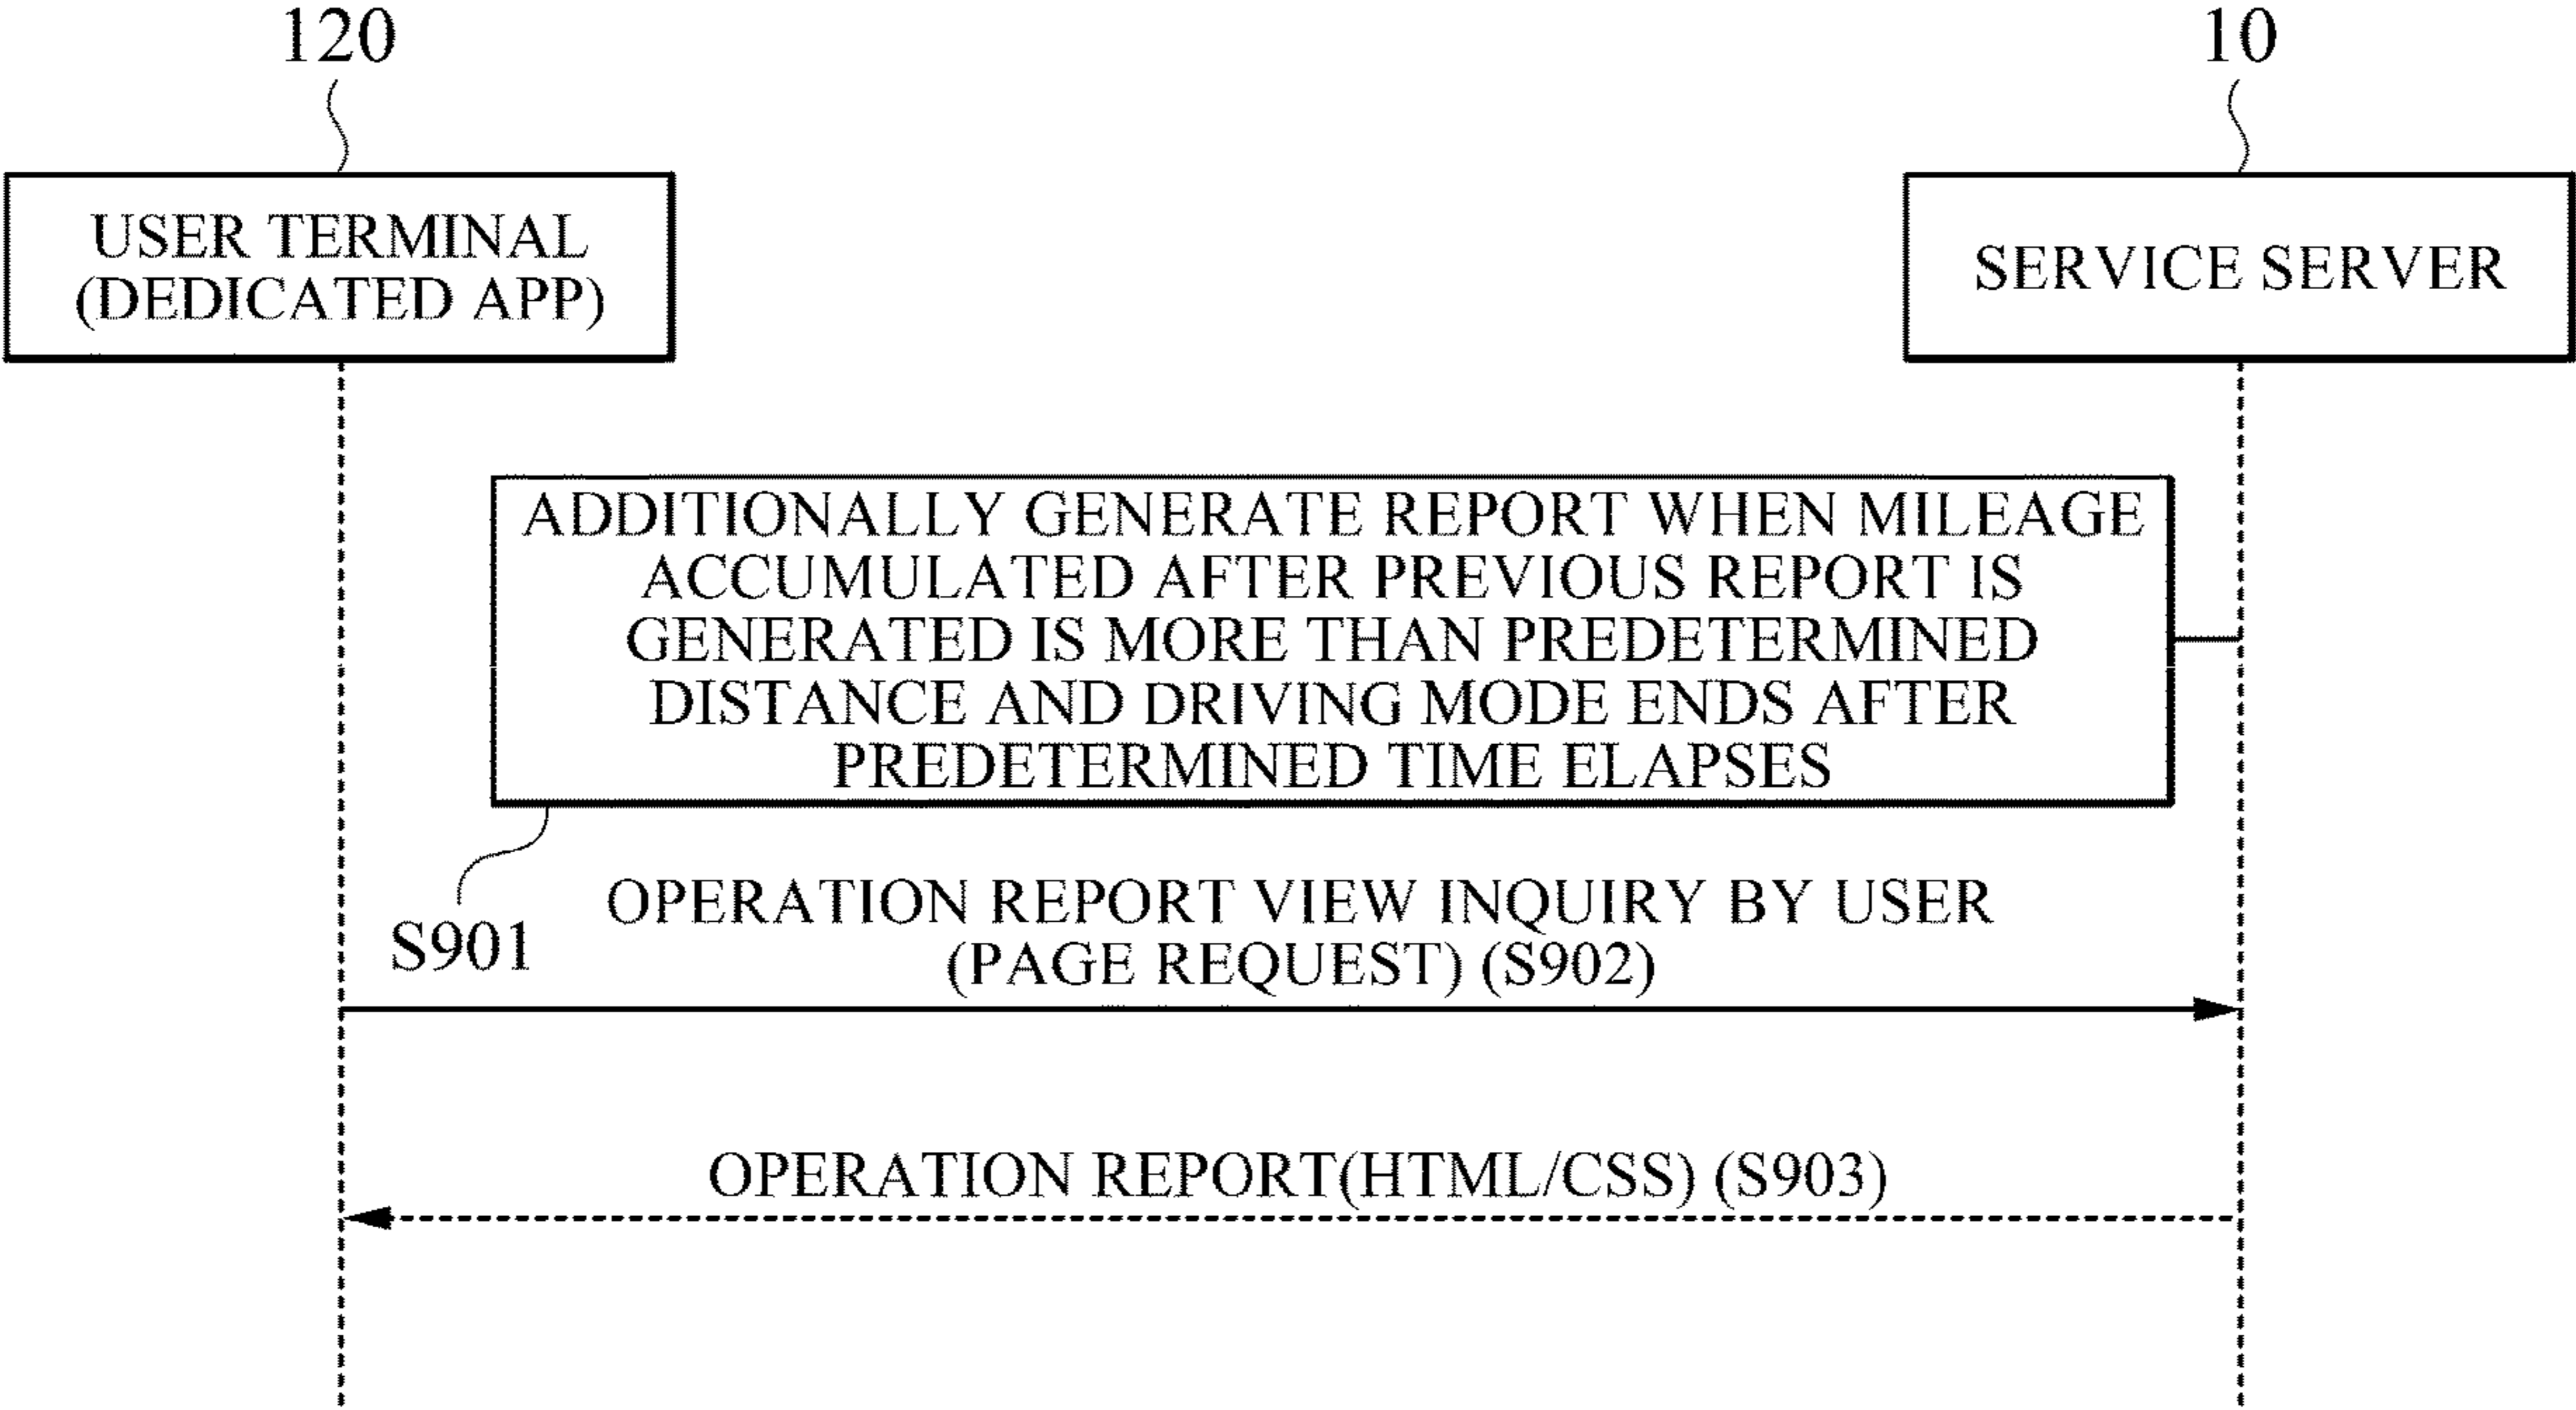 120
10
USER TERMINAL
(DEDICATED APP)
SERVICE SERVER
ADDITIONALLY GENERATE REPORT WHEN MILEAGE
ACCUMULATED AFTER PREVIOUS REPORT IS
GENERATED IS MORE THAN PREDETERMINED
DISTANCE AND DRIVING MODE ENDS AFTER
PREDETERMINED TIME ELAPSES
S901
OPERATION REPORT VIEW INQUIRY BY USER
(PAGE REQUEST) (S902)
OPERATION REPORT(HTML/CSS) (S903)